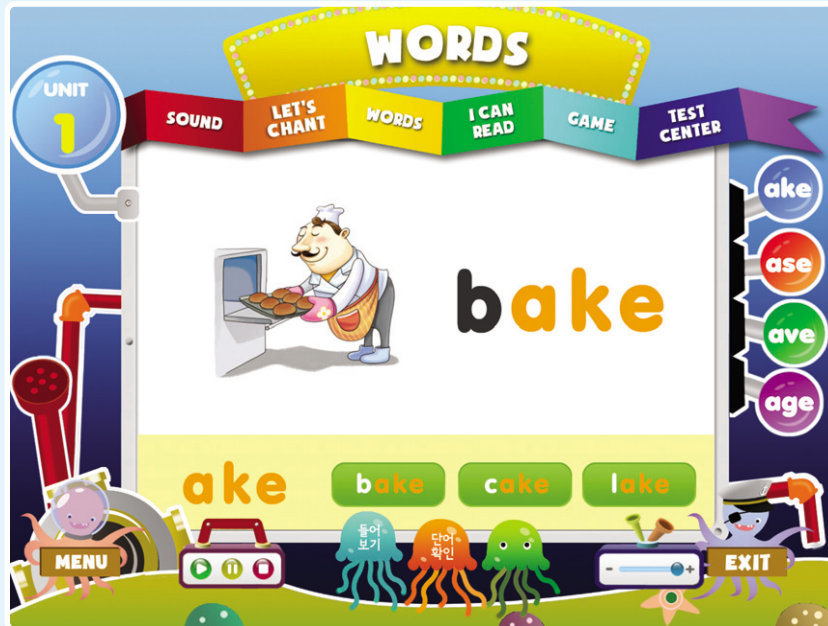 WORDS
UNIT
1
SOUND
LET'S
CHANT
WORDS
I CAN
READ
GAME
TEST
CENTER
ake
ase
ave
age
bake
ake
bake
cake
lake
들어
보기
단어
확인
MENU
- +
EXIT